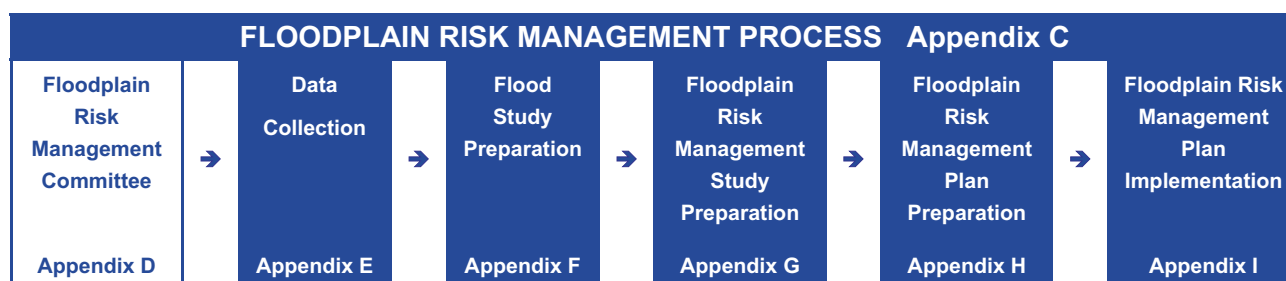 FLOODPLAIN RISK MANAGEMENT PROCESS Appendix C
Floodplain
Risk
Management
Committee
Appendix D
Data
Collection
Appendix E
Flood
Study
Preparation
Appendix F
Floodplain
Risk
Management
Study
Preparation
Appendix G
Floodplain
Risk
Management
Plan
Preparation
Appendix H
Floodplain Risk
Management
Plan
Implementation
Appendix I